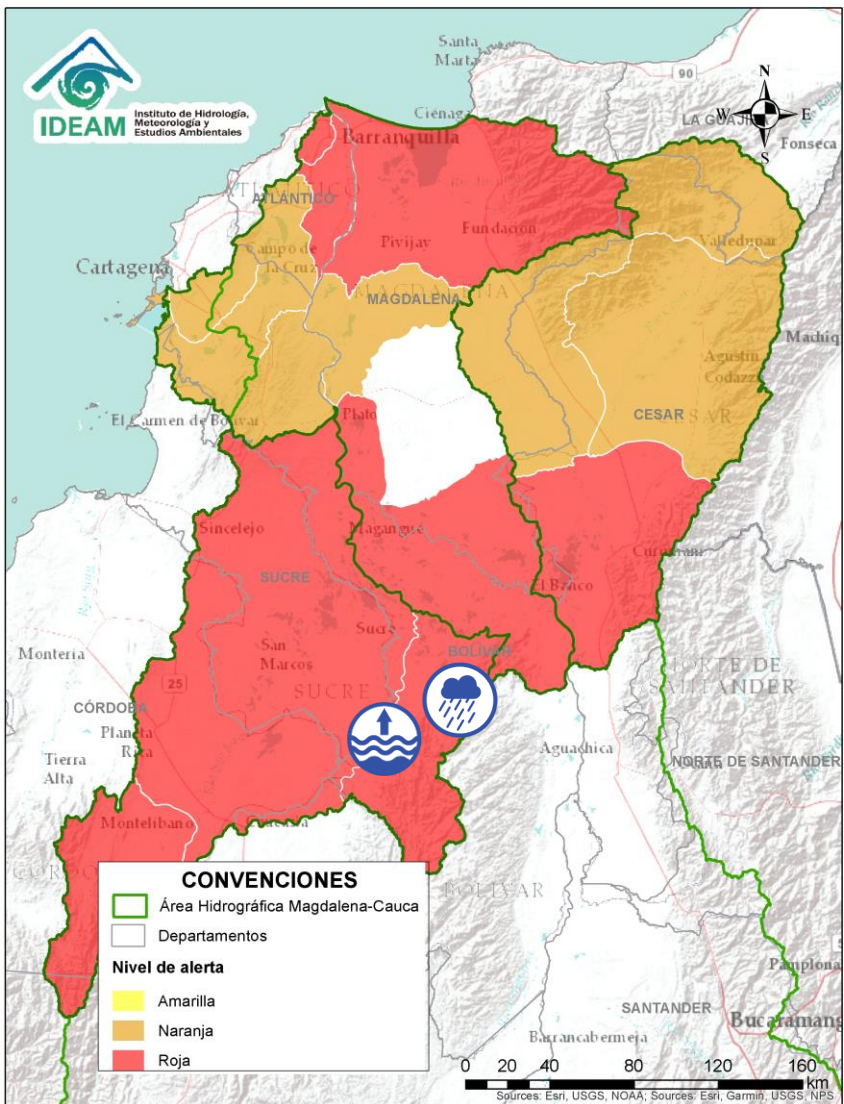 IDEAM
Instituto de Hidrología,
Meteorología y
Estudios Ambientales
Santa
Marta
90
N
W
E
S
LA GUAJI
Ciénaga
Fonseca
Barranquilla
ATLÁNTICO
Fundación
Pivijay
Valledupar
Campo de
la Cruz
Cartagena
MAGDALENA
Agustín
Codazzi
El Carmen de Bolívar
Plato
CESAR
Sincelejo
Magangué
Curumaní
SUCRE
El Banco
Sucre
BOLÍVAR
Montería
San
Marcos
SUCRE
25
NORTE DE
SANTANDER
CÓRDOBA
Planeta
Rica
Aguachica
Tierra
Alta
NORTE DE SANTANDER
Montelíbano
Caucasia
BOLÍVAR
CONVENCIONES
Área Hidrográfica Magdalena-Cauca
Departamentos
Nivel de alerta
Amarilla
Naranja
Roja
Pamplona
SANTANDER
Bucaramang
Barrancabermeja
0 20 40 80 120 160
km
Sources: Esri, USGS, NOAA; Sources: Esri, Garmin, USGS, NPS